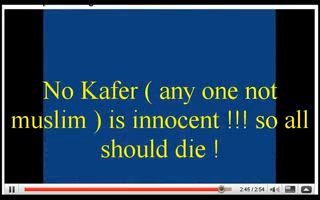 No Kafer ( any one not
muslim ) is innocent !!! so all
should die !
2:46 / 2:54